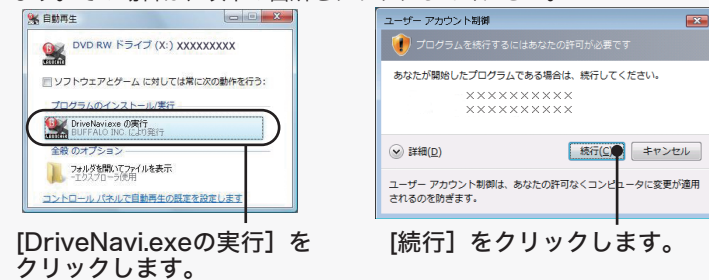 自動再生
DVD RW ドライブ (X:) XXXXXXXXX
ソフトウェアとゲーム に対しては常に次の動作を行う:
プログラムのインストール/実行
DriveNavi.exe の実行
BUFFALO INC. により発行
全般 のオプション
フォルダを開いてファイルを表示
-エクスプローラ使用
コントロール パネルで自動再生の既定を設定します
[DriveNavi.exeの実行] を
クリックします。
ユーザー アカウント制御
プログラムを続行するにはあなたの許可が必要です
あなたが開始したプログラムである場合は、続行してください。
××××××××××
××××××××××
詳細(D)
続行(C)
キャンセル
ユーザー アカウント制御は、あなたの許可なくコンピュータに変更が適用
されるのを防ぎます。
[続行] をクリックします。